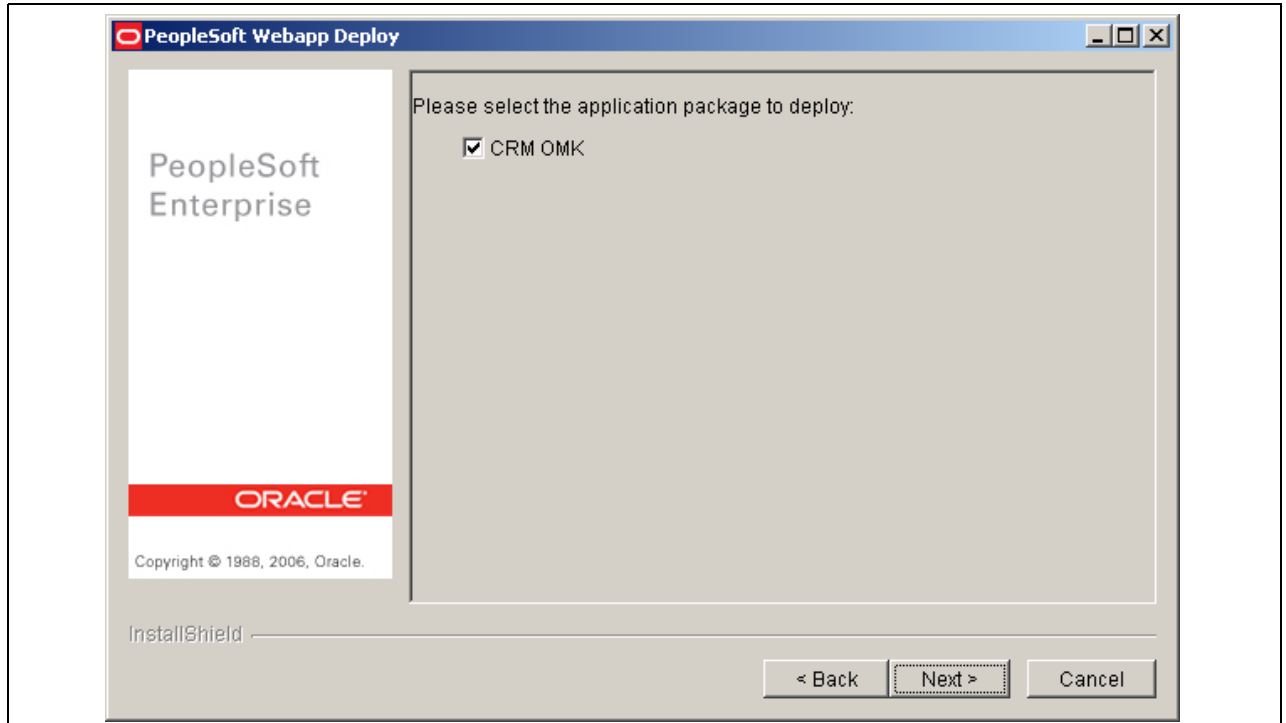 PeopleSoft Webapp Deploy
PeopleSoft
Enterprise
ORACLE®
Copyright © 1988, 2006, Oracle.
Please select the application package to deploy:
CRM OMK
InstallShield
< Back
Next >
Cancel